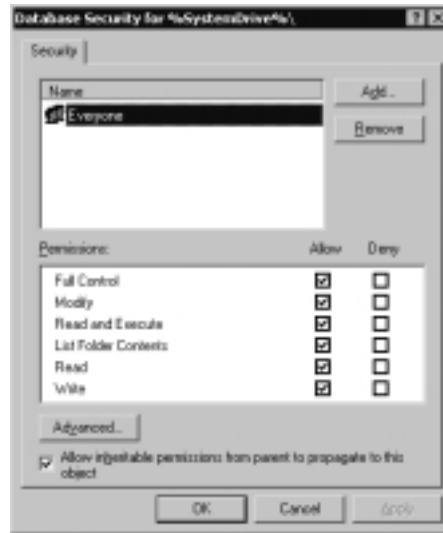 Database Security for %SystemDrive%\
Security
Name
Add...
Everyone
Remove
Permissions:
Allow
Deny
Full Control
Modify
Read and Execute
List Folder Contents
Read
Write
Advanced...
Allow inheritable permissions from parent to propagate to this
object
OK
Cancel
Apply